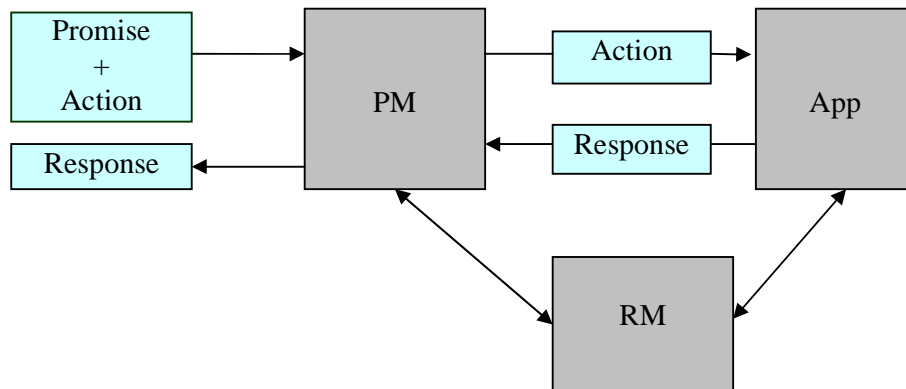 Promise
+
Action
PM
Action
App
Response
Response
RM